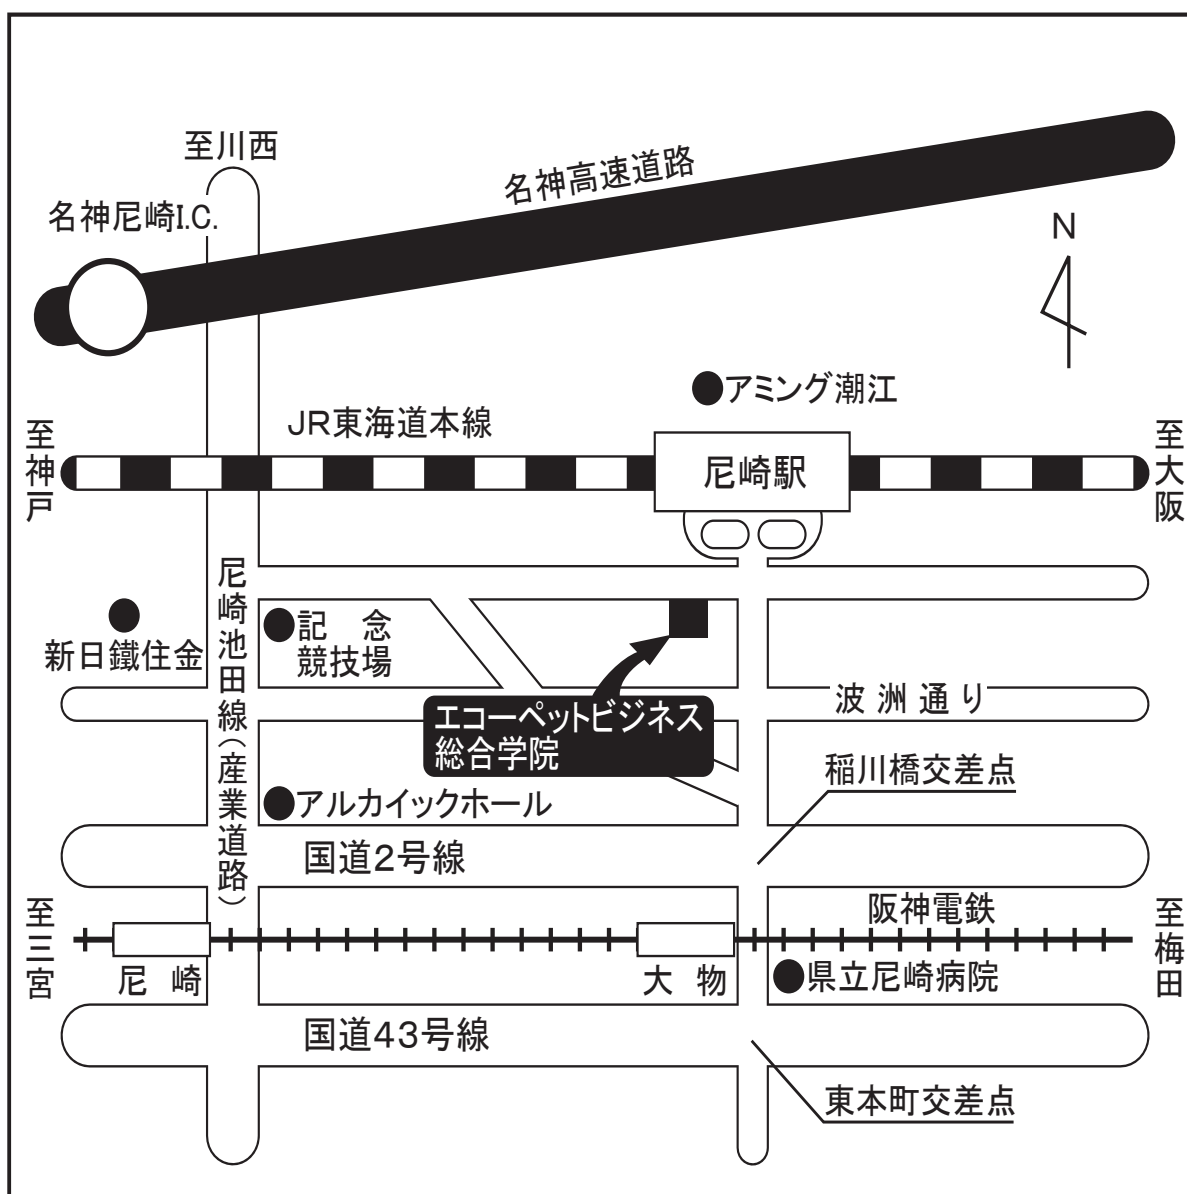 至川西
名神高速道路
名神尼崎I.C.
N
アミング潮江
JR東海道本線
至神戸
尼崎駅
至大阪
尼崎池田線（産業道路）
記念
競技場
新日鐵住金
波洲通り
エコーペットビジネス
総合学院
稲川橋交差点
アルカイックホール
国道2号線
阪神電鉄
至三宮
至梅田
尼崎
大物
県立尼崎病院
国道43号線
東本町交差点